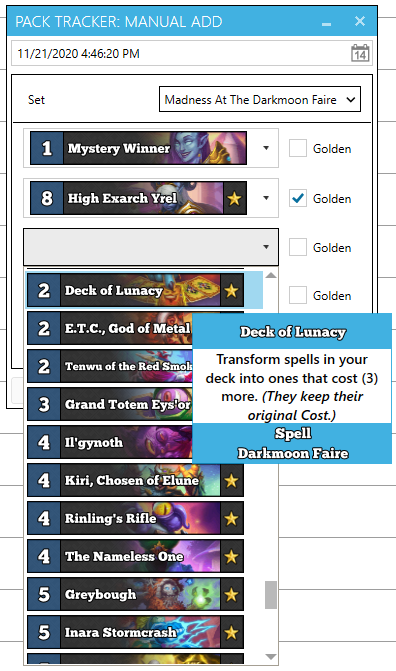 PACK TRACKER: MANUAL ADD
11/21/2020 4:46:20 PM
14
Set
Madness At The Darkmoon Faire
1 Mystery Winner
Golden
8 High Exarch Yrel
Golden
Golden
2 Deck of Lunacy
Golden
2 E.T.C., God of Metal
2 Tenwu of the Red Smok
3 Grand Totem Eys'or
4 Il'gynoth
4 Kiri, Chosen of Elune
4 Rinling's Rifle
4 The Nameless One
5 Greybough
5 Inara Stormcrash
Deck of Lunacy
Transform spells in your
deck into ones that cost (3)
more. (They keep their
original Cost.)
Spell
Darkmoon Faire